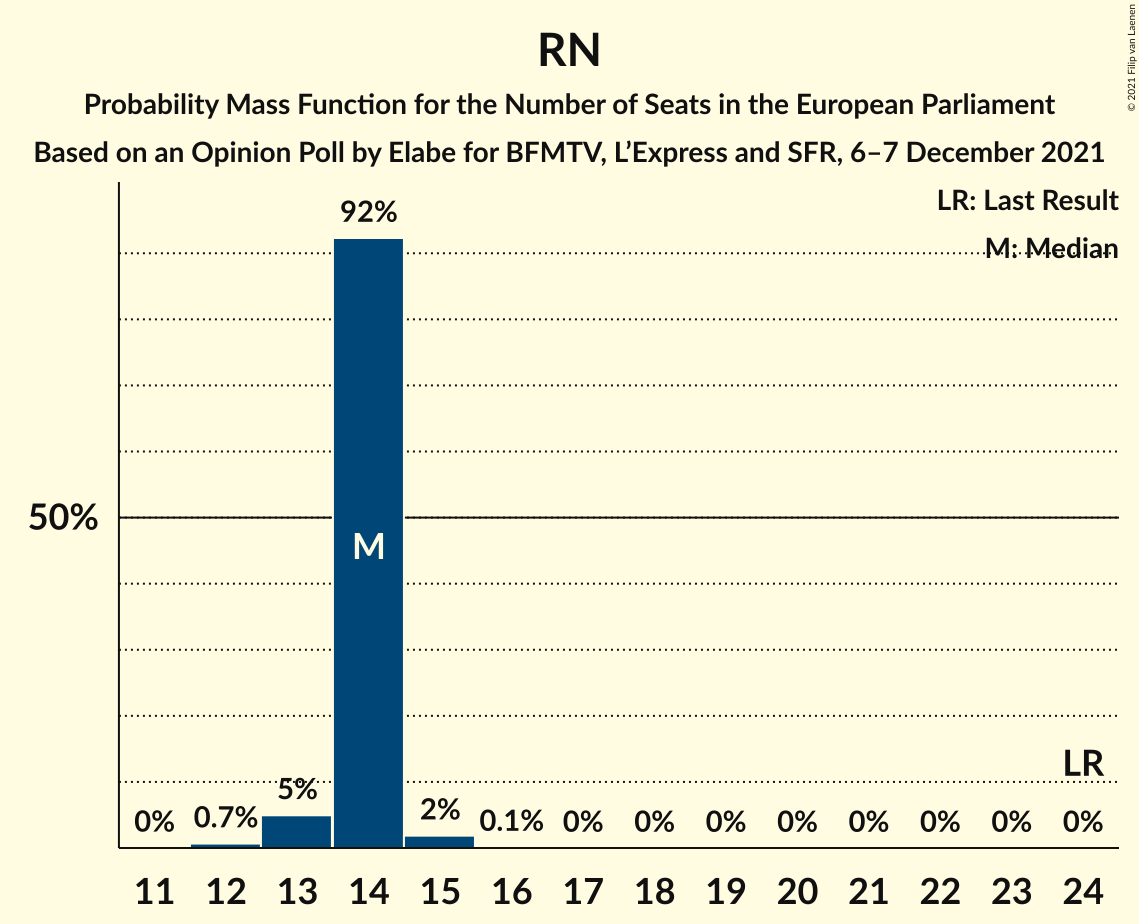 RN
Probability Mass Function for the Number of Seats in the European Parliament
Based on an Opinion Poll by Elabe for BFMTV, L’Express and SFR, 6–7 December 2021
© 2021 Filip van Laenen
LR: Last Result
M: Median
92%
50%
M
LR
0% 0.7% 5% 2% 0.1% 0% 0% 0% 0% 0% 0% 0% 0%
11 12 13 14 15 16 17 18 19 20 21 22 23 24